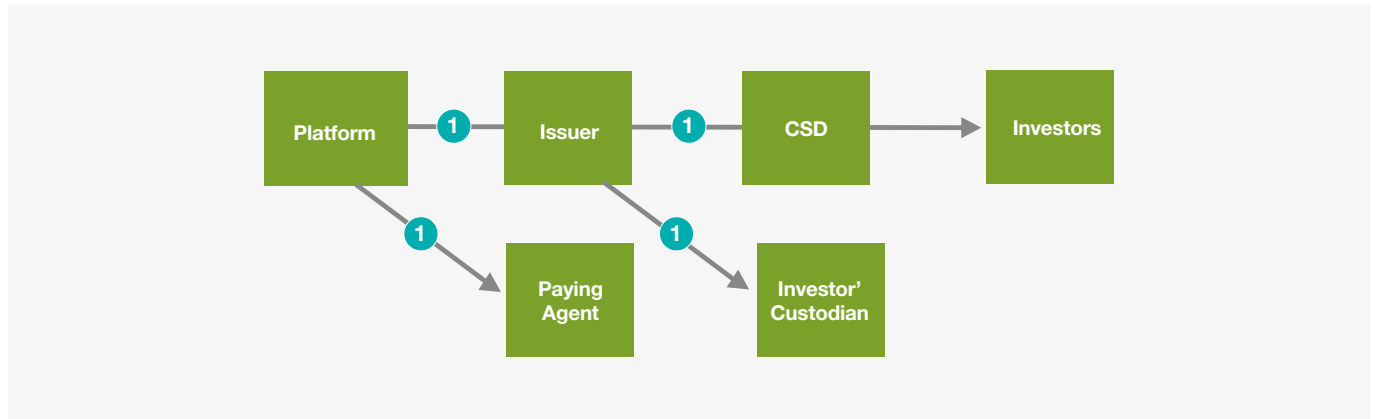 Platform
1
Issuer
1
CSD
Investors
1
1
Paying
Agent
Investor’
Custodian